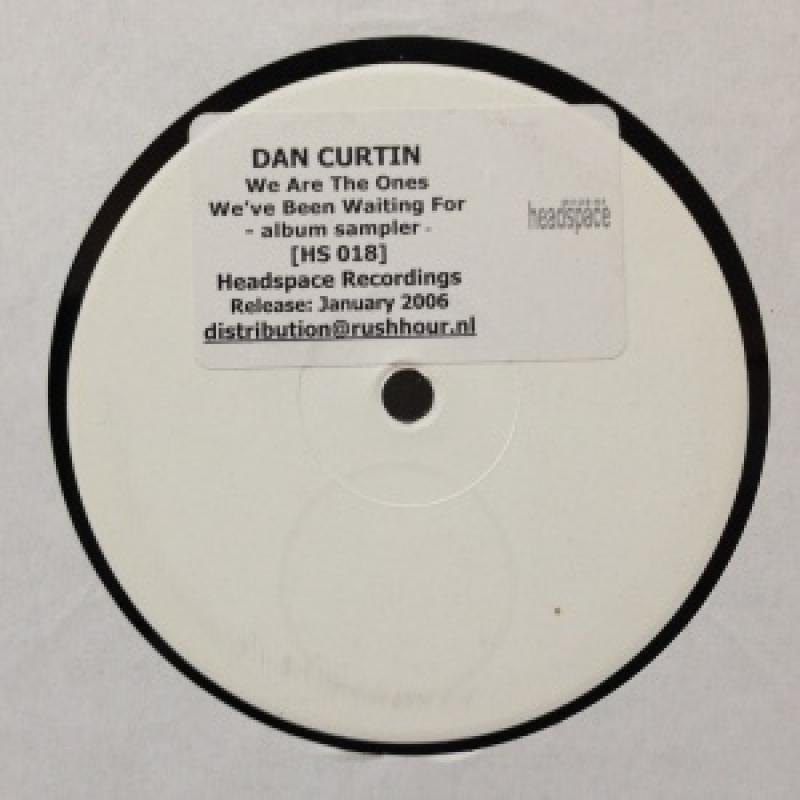 DAN CURTIN
We Are The Ones
We've Been Waiting For
- album sampler -
[HS 018]
Headspace Recordings
Release: January 2006
distribution@rushhour.nl
headspace